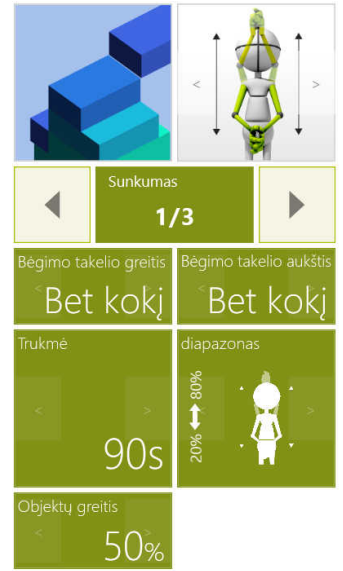 Sunkumas
1/3
Bėgimo takelio greitis
Bet kokį
Bėgimo takelio aukštis
Bet kokį
Trukmė
90s
diapazonas
20% 80%
Objektų greitis
50%